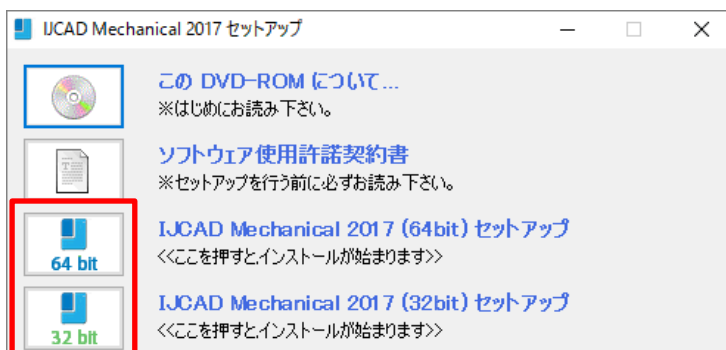 IJCAD Mechanical 2017 セットアップ
この DVD-ROM について...
※はじめにお読み下さい。
ソフトウェア使用許諾契約書
※セットアップを行う前に必ずお読み下さい。
64 bit
IJCAD Mechanical 2017 (64bit) セットアップ
<<ここを押すとインストールが始まります>>
32 bit
IJCAD Mechanical 2017 (32bit) セットアップ
<<ここを押すとインストールが始まります>>